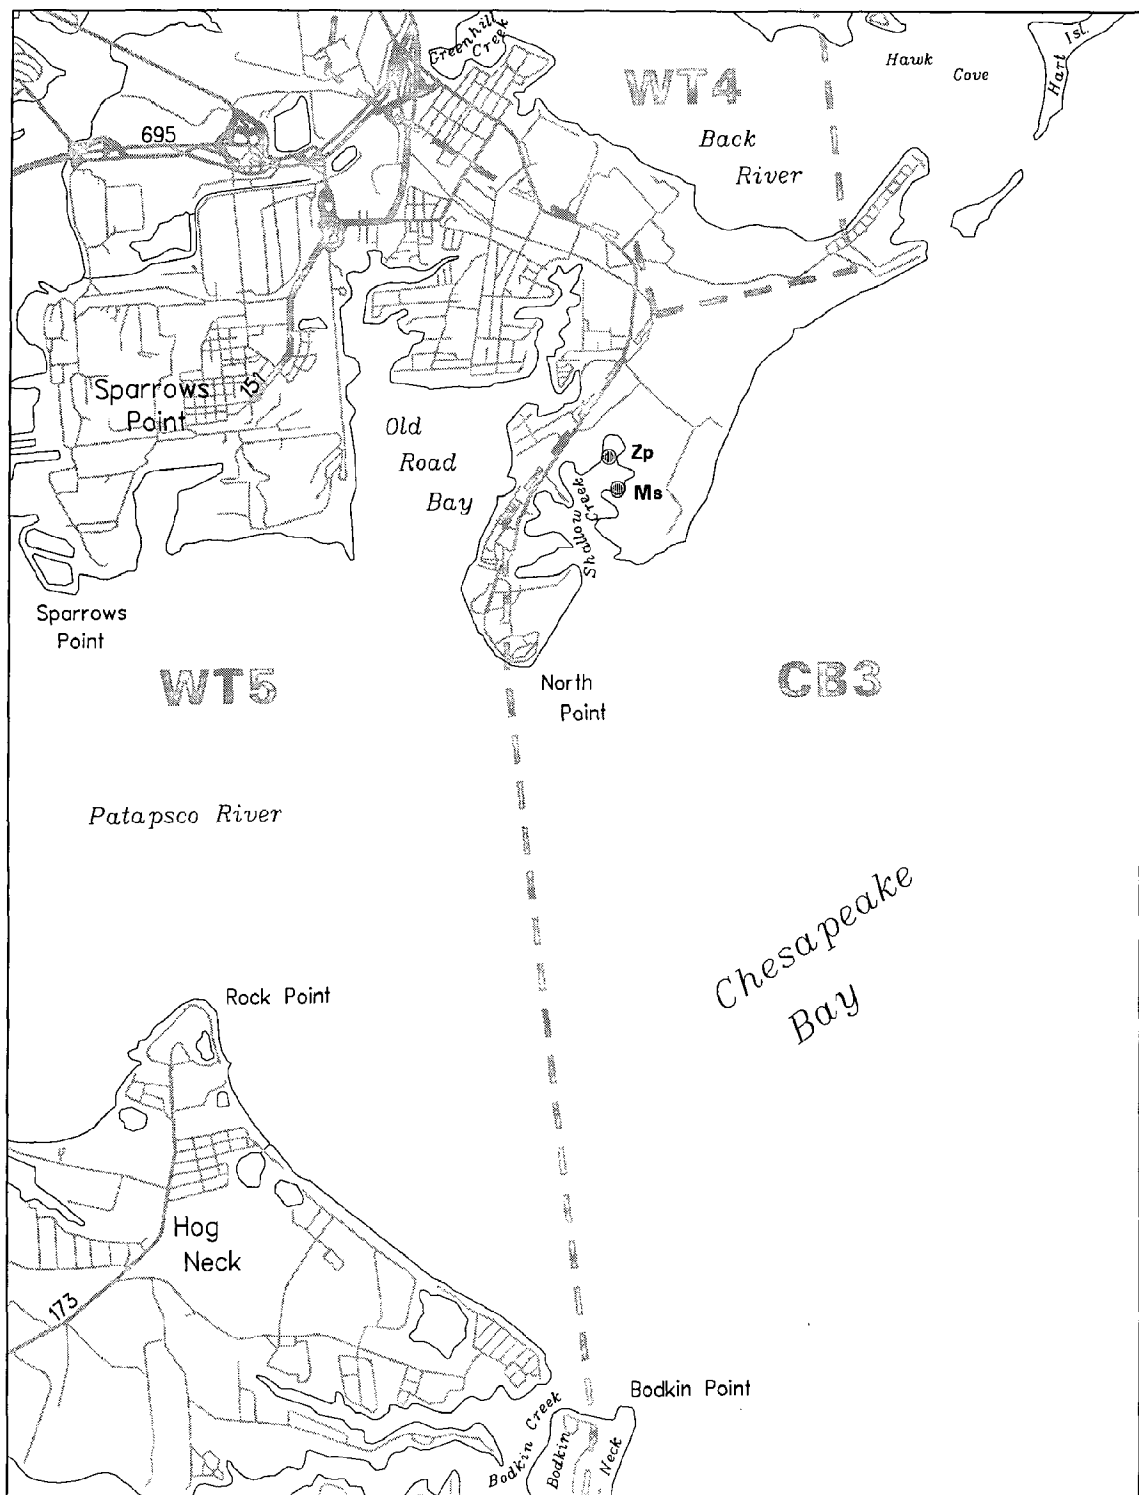 Greenhill
Creek
WT4
Hawk
Cove
Hart
Isl.
695
Back
River
Sparrows
Point
151
Old
Road
Bay
Zp
Ms
Shallow
Creek
Sparrows
Point
WT5
North
Point
CB3
Patapsco River
Chesapeake
Bay
Rock Point
Hog
Neck
173
Bodkin Point
Bodkin Creek
Bodkin
Neck